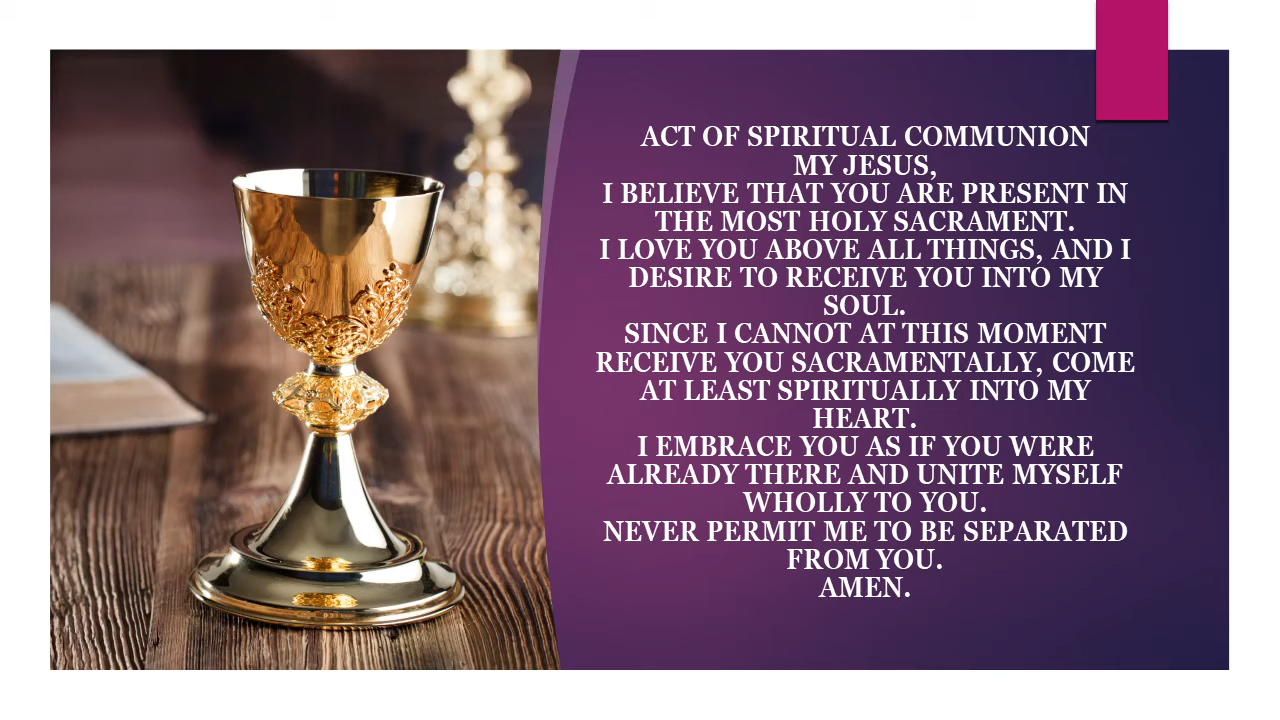 ACT OF SPIRITUAL COMMUNION
MY JESUS,
I BELIEVE THAT YOU ARE PRESENT IN
THE MOST HOLY SACRAMENT.
I LOVE YOU ABOVE ALL THINGS, AND I
DESIRE TO RECEIVE YOU INTO MY
SOUL.
SINCE I CANNOT AT THIS MOMENT
RECEIVE YOU SACRAMENTALLY, COME
AT LEAST SPIRITUALLY INTO MY
HEART.
I EMBRACE YOU AS IF YOU WERE
ALREADY THERE AND UNITE MYSELF
WHOLLY TO YOU.
NEVER PERMIT ME TO BE SEPARATED
FROM YOU.
AMEN.